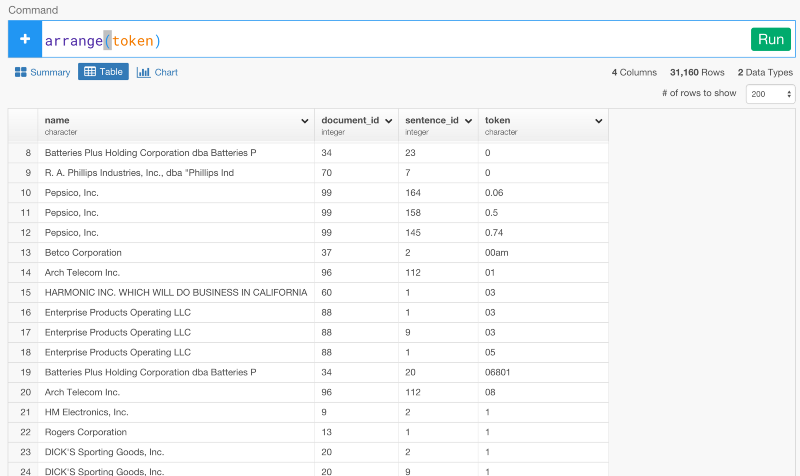 Command
+ arrange(token) Run
Summary Table Chart 4 Columns 31,160 Rows 2 Data Types
# of rows to show 200
name document_id sentence_id token
character integer integer character
8 Batteries Plus Holding Corporation dba Batteries P 34 23 0
9 R. A. Phillips Industries, Inc., dba "Phillips Ind 70 7 0
10 Pepsico, Inc. 99 164 0.06
11 Pepsico, Inc. 99 158 0.5
12 Pepsico, Inc. 99 145 0.74
13 Betco Corporation 37 2 00am
14 Arch Telecom Inc. 96 112 01
15 HARMONIC INC. WHICH WILL DO BUSINESS IN CALIFORNIA 60 1 03
16 Enterprise Products Operating LLC 88 1 03
17 Enterprise Products Operating LLC 88 9 03
18 Enterprise Products Operating LLC 88 1 05
19 Batteries Plus Holding Corporation dba Batteries P 34 20 06801
20 Arch Telecom Inc. 96 112 08
21 HM Electronics, Inc. 9 2 1
22 Rogers Corporation 13 1 1
23 DICK'S Sporting Goods, Inc. 20 2 1
24 DICK'S Sporting Goods, Inc. 20 9 1